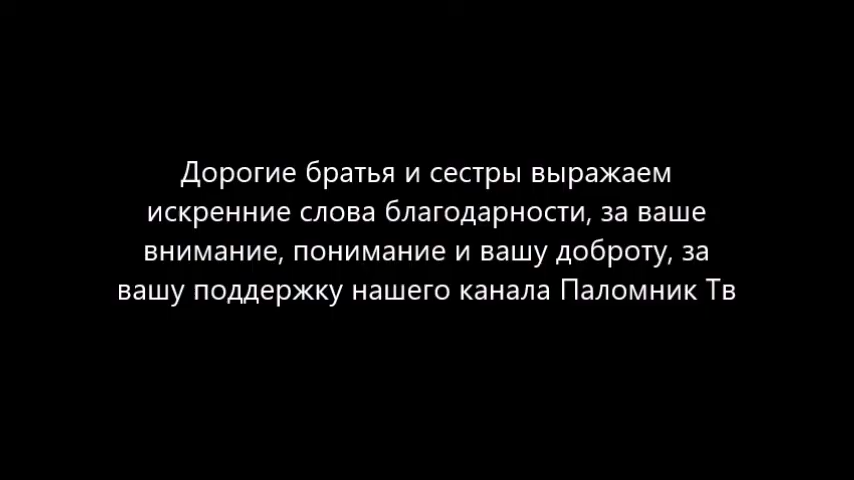 Дорогие братья и сестры выражаем
искренние слова благодарности, за ваше
внимание, понимание и вашу доброту, за
вашу поддержку нашего канала Паломник Тв